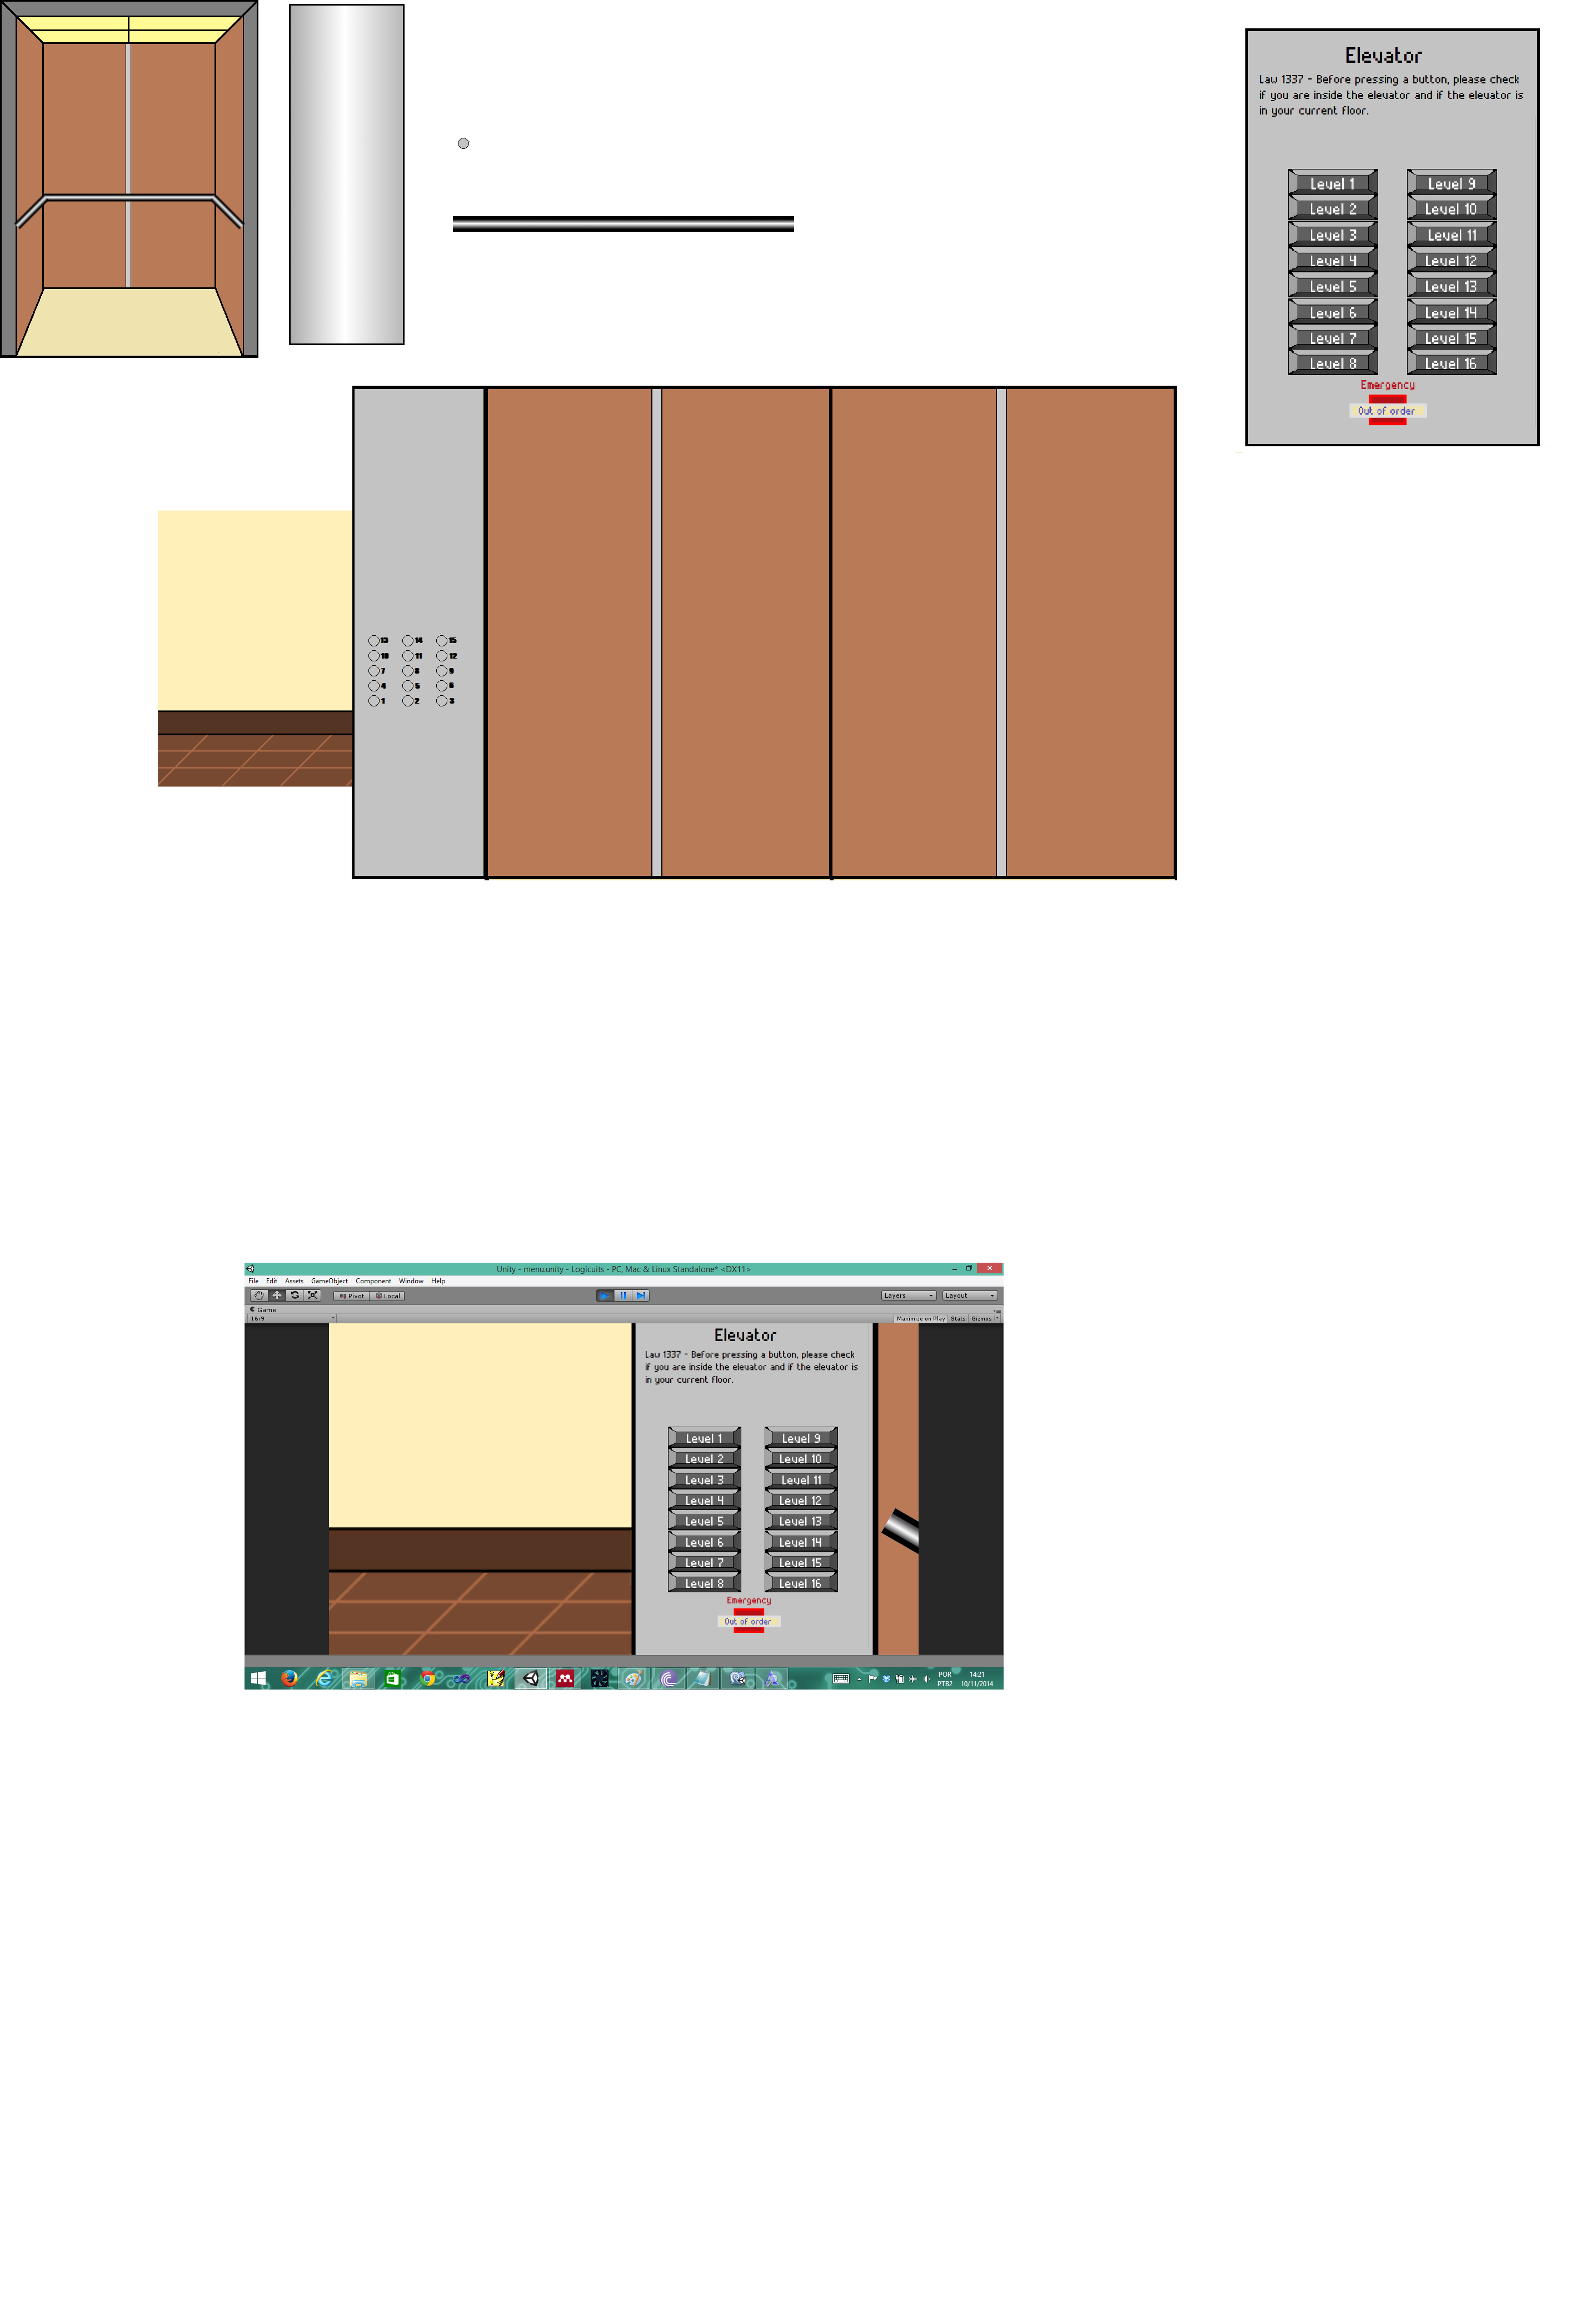 Elevator
Law 1337 - Before pressing a button, please check
if you are inside the elevator and if the elevator is
in your current floor.
Level 1 Level 9
Level 2 Level 10
Level 3 Level 11
Level 4 Level 12
Level 5 Level 13
Level 6 Level 14
Level 7 Level 15
Level 8 Level 16
Emergency
Out of order
13 14 15
10 11 12
7 8 9
4 5 6
1 2 3
Unity - menu.unity - Logicuits - PC, Mac & Linux Standalone* <DX11>
File Edit Assets GameObject Component Window Help
Pivot Local Layers Layout
Game
16:9 Maximize on Play Stats Gizmos
Elevator
Law 1337 - Before pressing a button, please check
if you are inside the elevator and if the elevator is
in your current floor.
Level 1 Level 9
Level 2 Level 10
Level 3 Level 11
Level 4 Level 12
Level 5 Level 13
Level 6 Level 14
Level 7 Level 15
Level 8 Level 16
Emergency
Out of order
POR 14:21
PTB2 10/11/2014